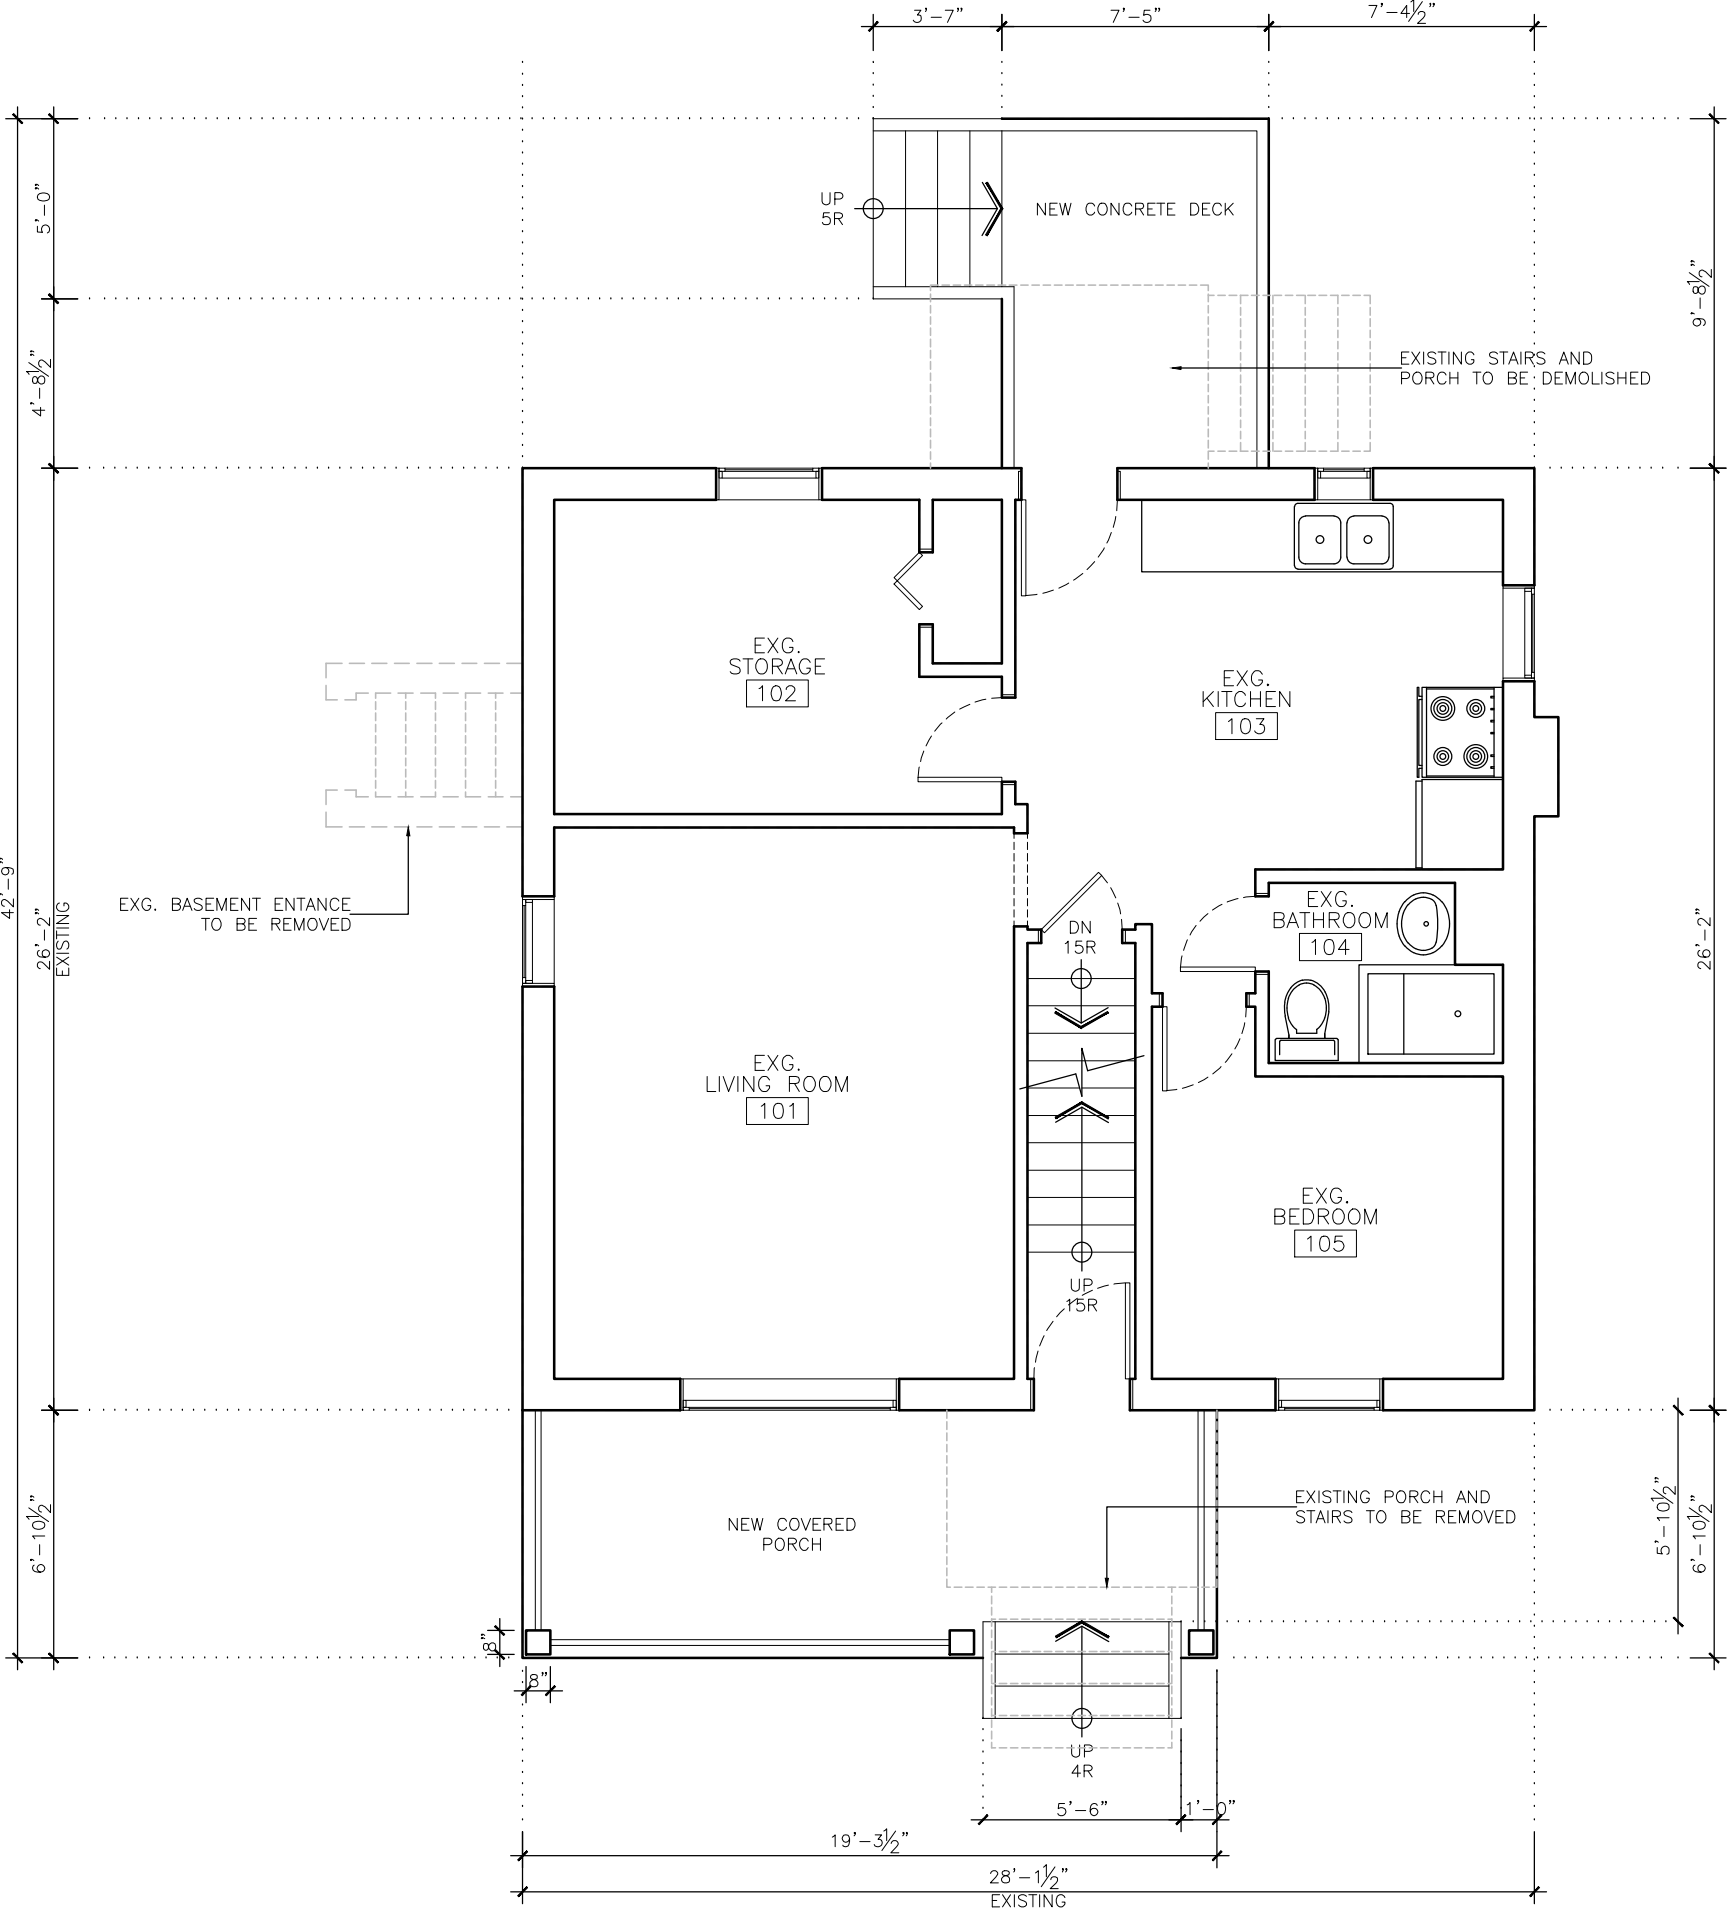 3'-7"
7'-5"
7'-4½"
5'-0"
UP
5R
NEW CONCRETE DECK
9'-8½"
4'-8½"
EXISTING STAIRS AND
PORCH TO BE DEMOLISHED
EXG.
STORAGE
102
EXG.
KITCHEN
103
42'-9"
26'-2"
EXISTING
EXG. BASEMENT ENTANCE
TO BE REMOVED
DN
15R
EXG.
BATHROOM
104
26'-2"
EXG.
LIVING ROOM
101
EXG.
BEDROOM
105
UP
15R
6'-10½"
NEW COVERED
PORCH
EXISTING PORCH AND
STAIRS TO BE REMOVED
5'-10½"
6'-10½"
8"
8"
UP
4R
5'-6"
1'-0"
19'-3½"
28'-1½"
EXISTING